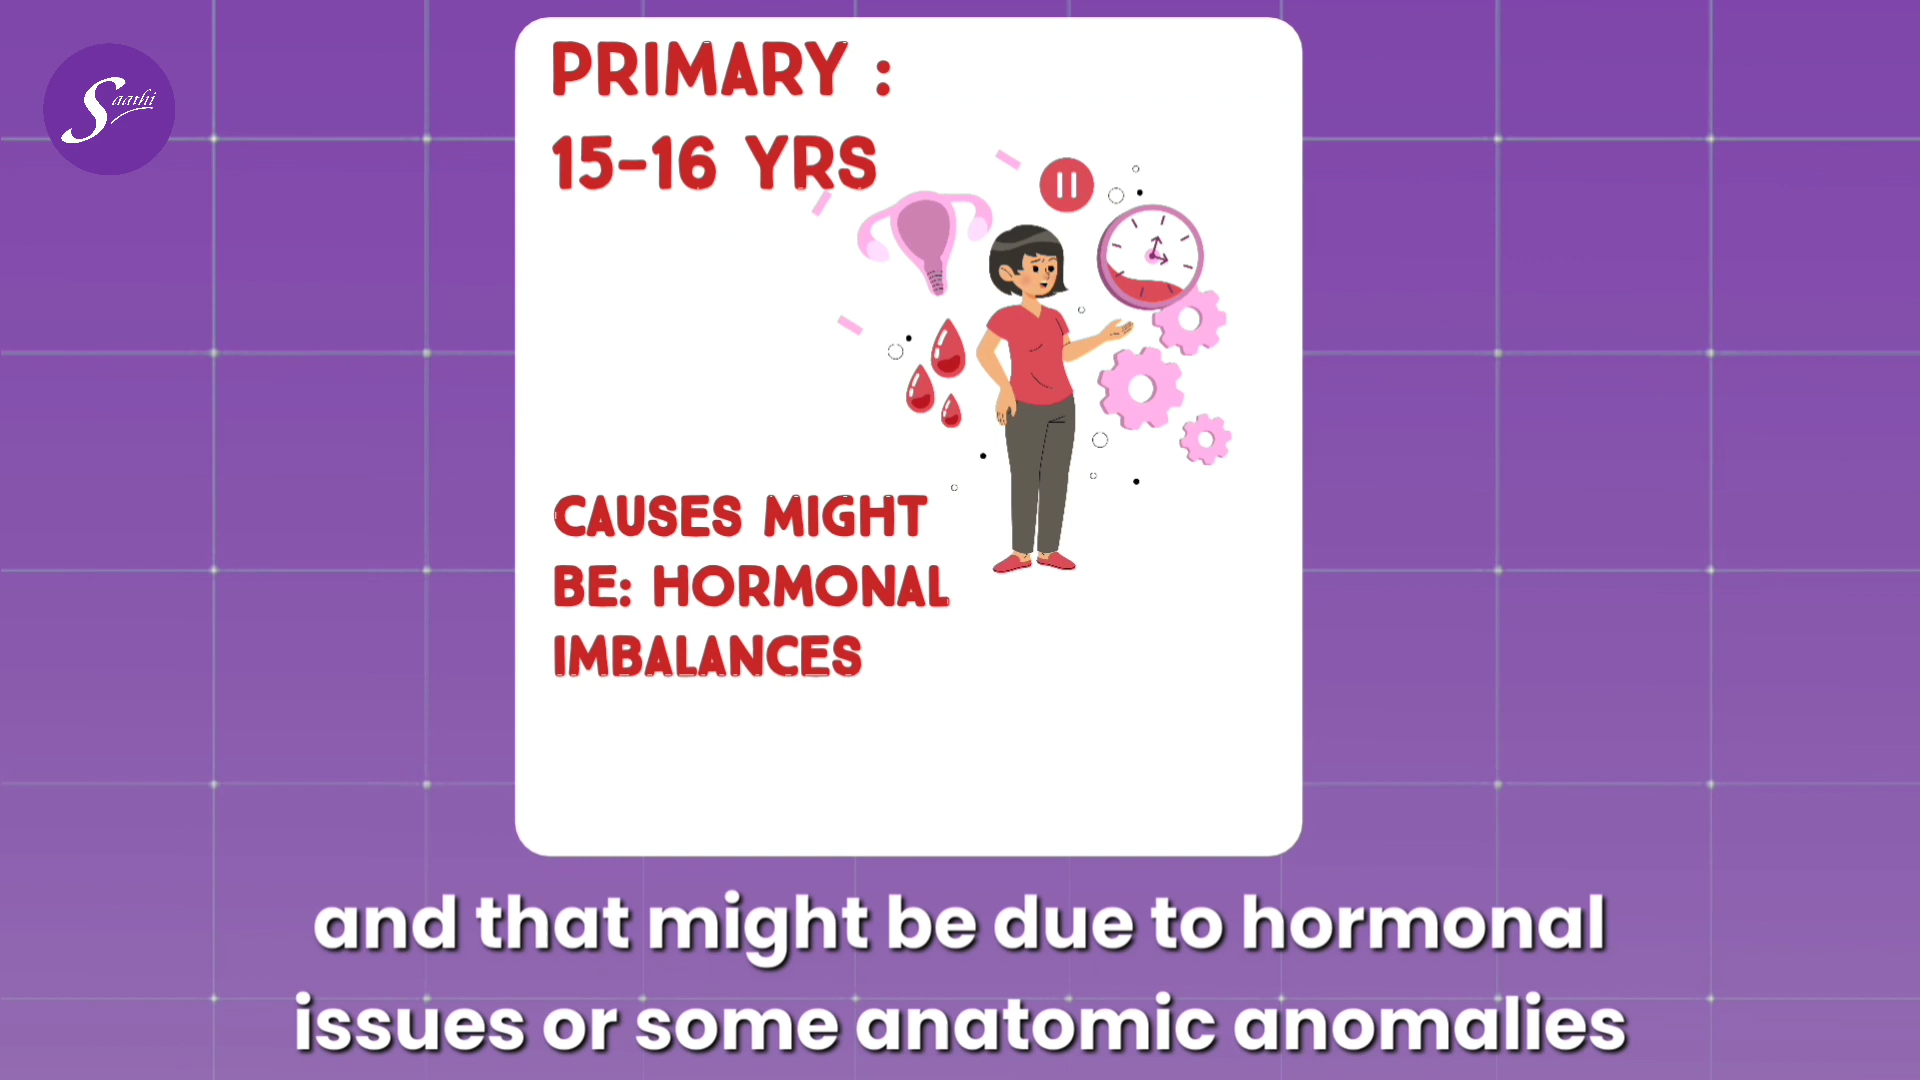 Saathi
PRIMARY :
15-16 YRS
CAUSES MIGHT
BE: HORMONAL
IMBALANCES
and that might be due to hormonal
issues or some anatomic anomalies